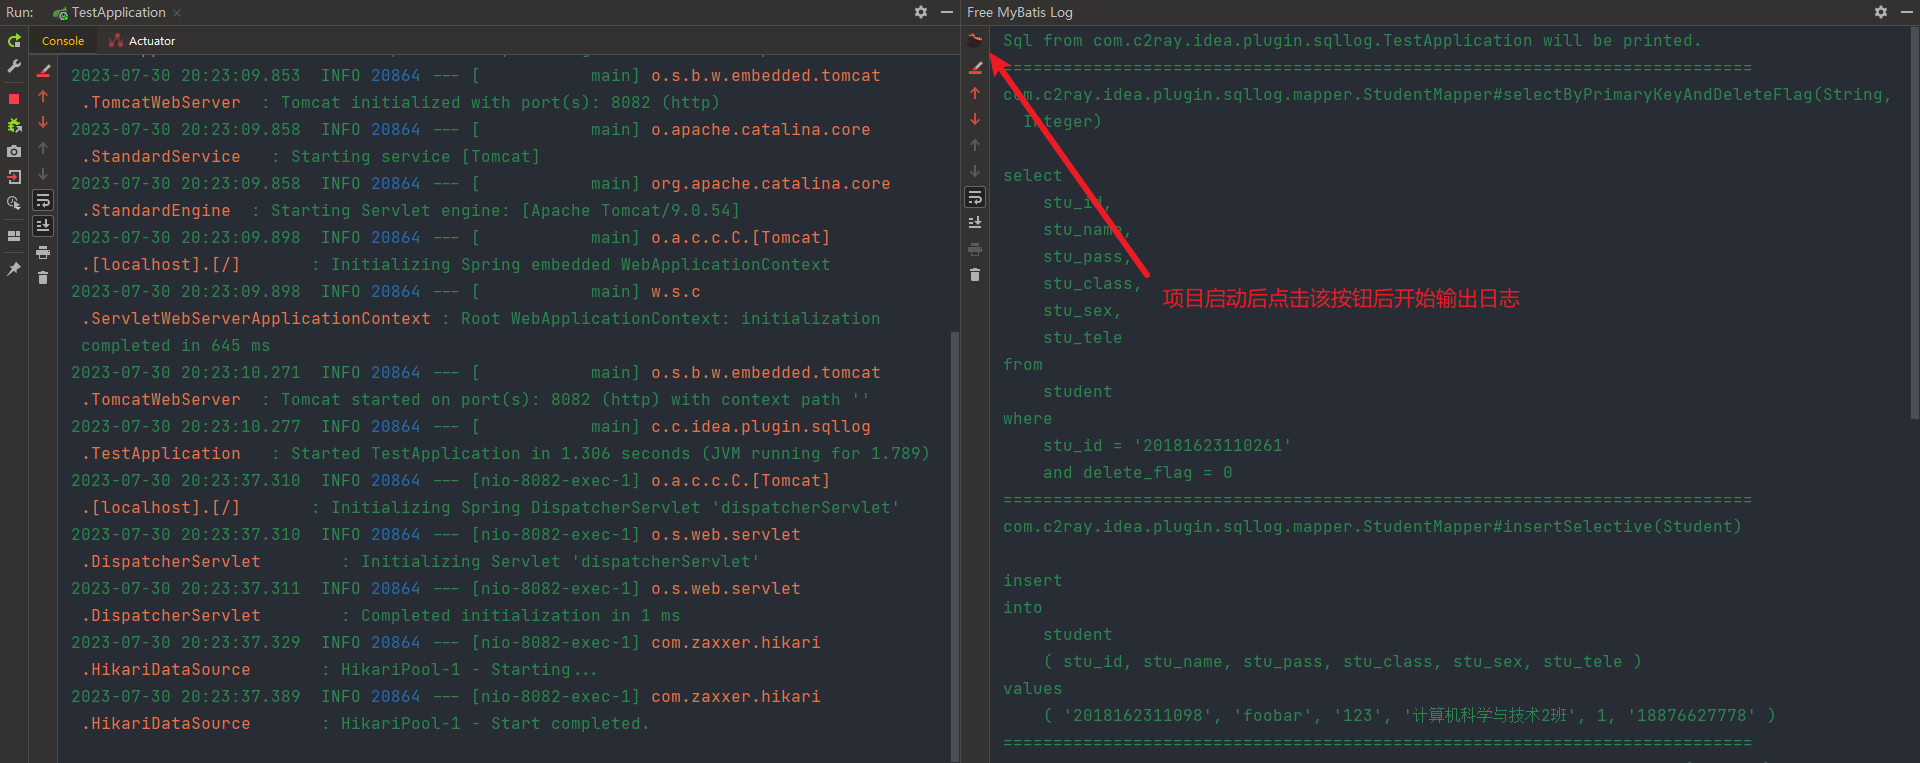 Run: TestApplication
Console Actuator
2023-07-30 20:23:09.853  INFO 20864 --- [           main] o.s.b.w.embedded.tomcat
.TomcatWebServer  : Tomcat initialized with port(s): 8082 (http)
2023-07-30 20:23:09.858  INFO 20864 --- [           main] o.apache.catalina.core
.StandardService   : Starting service [Tomcat]
2023-07-30 20:23:09.858  INFO 20864 --- [           main] org.apache.catalina.core
.StandardEngine  : Starting Servlet engine: [Apache Tomcat/9.0.54]
2023-07-30 20:23:09.898  INFO 20864 --- [           main] o.a.c.c.C.[Tomcat]
.[localhost].[/]       : Initializing Spring embedded WebApplicationContext
2023-07-30 20:23:09.898  INFO 20864 --- [           main] w.s.c
.ServletWebServerApplicationContext : Root WebApplicationContext: initialization
completed in 645 ms
2023-07-30 20:23:10.271  INFO 20864 --- [           main] o.s.b.w.embedded.tomcat
.TomcatWebServer  : Tomcat started on port(s): 8082 (http) with context path ''
2023-07-30 20:23:10.277  INFO 20864 --- [           main] c.c.idea.plugin.sqllog
.TestApplication   : Started TestApplication in 1.306 seconds (JVM running for 1.789)
2023-07-30 20:23:37.310  INFO 20864 --- [nio-8082-exec-1] o.a.c.c.C.[Tomcat]
.[localhost].[/]       : Initializing Spring DispatcherServlet 'dispatcherServlet'
2023-07-30 20:23:37.310  INFO 20864 --- [nio-8082-exec-1] o.s.web.servlet
.DispatcherServlet        : Initializing Servlet 'dispatcherServlet'
2023-07-30 20:23:37.311  INFO 20864 --- [nio-8082-exec-1] o.s.web.servlet
.DispatcherServlet        : Completed initialization in 1 ms
2023-07-30 20:23:37.329  INFO 20864 --- [nio-8082-exec-1] com.zaxxer.hikari
.HikariDataSource       : HikariPool-1 - Starting...
2023-07-30 20:23:37.389  INFO 20864 --- [nio-8082-exec-1] com.zaxxer.hikari
.HikariDataSource       : HikariPool-1 - Start completed.
Free MyBatis Log
Sql from com.c2ray.idea.plugin.sqllog.TestApplication will be printed.
===========================================================================
com.c2ray.idea.plugin.sqllog.mapper.StudentMapper#selectByPrimaryKeyAndDeleteFlag(String,
Integer)
select
stu_id,
stu_name,
stu_pass,
stu_class,
stu_sex,
stu_tele
from
student
where
stu_id = '20181623110261'
and delete_flag = 0
===========================================================================
com.c2ray.idea.plugin.sqllog.mapper.StudentMapper#insertSelective(Student)
insert
into
student
( stu_id, stu_name, stu_pass, stu_class, stu_sex, stu_tele )
values
( '2018162311098', 'foobar', '123', '计算机科学与技术2班', 1, '18876627778' )
===========================================================================
项目启动后点击该按钮后开始输出日志